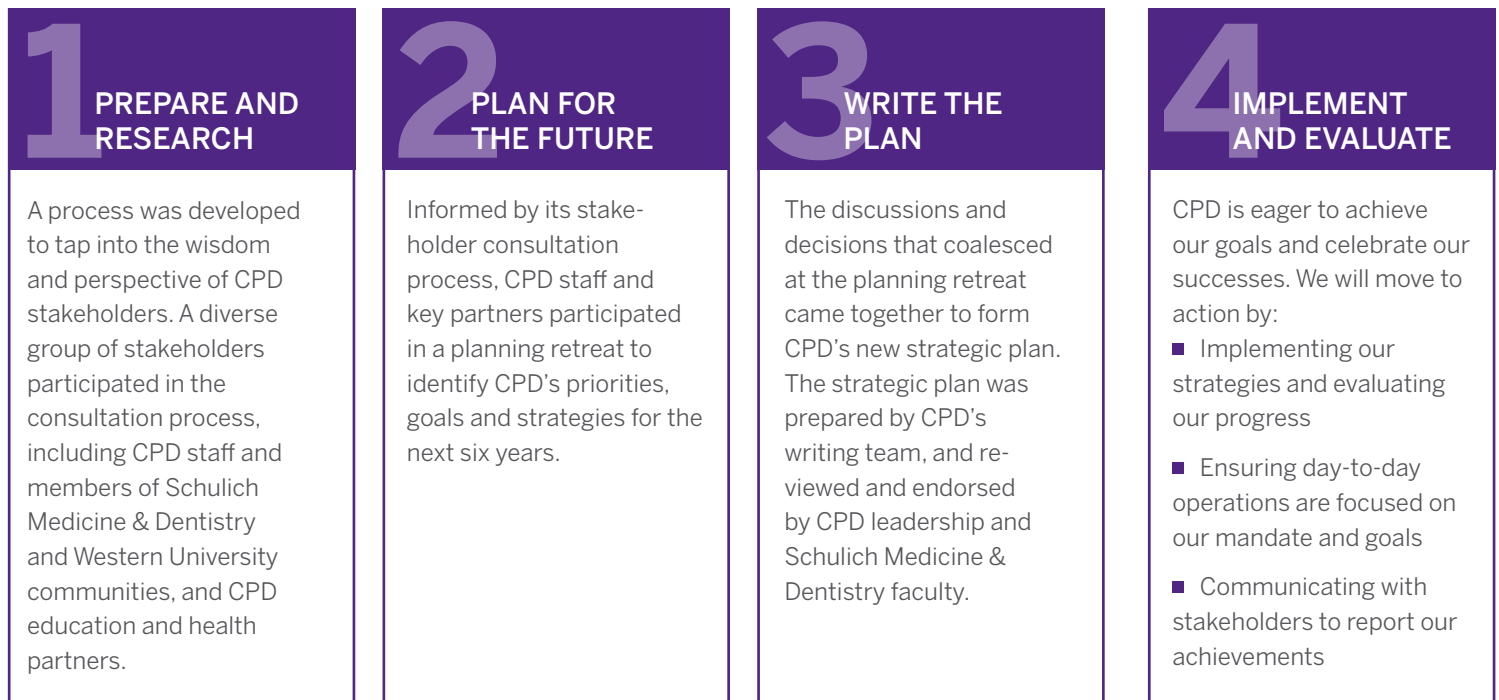 1
PREPARE AND
RESEARCH
A process was developed
to tap into the wisdom
and perspective of CPD
stakeholders. A diverse
group of stakeholders
participated in the
consultation process,
including CPD staff and
members of Schulich
Medicine & Dentistry
and Western University
communities, and CPD
education and health
partners.
2
PLAN FOR
THE FUTURE
Informed by its stake-
holder consultation
process, CPD staff and
key partners participated
in a planning retreat to
identify CPD’s priorities,
goals and strategies for the
next six years.
3
WRITE THE
PLAN
The discussions and
decisions that coalesced
at the planning retreat
came together to form
CPD’s new strategic plan.
The strategic plan was
prepared by CPD’s
writing team, and re-
viewed and endorsed
by CPD leadership and
Schulich Medicine &
Dentistry faculty.
4
IMPLEMENT
AND EVALUATE
CPD is eager to achieve
our goals and celebrate our
successes. We will move to
action by:
■ Implementing our
strategies and evaluating
our progress
■ Ensuring day-to-day
operations are focused on
our mandate and goals
■ Communicating with
stakeholders to report our
achievements